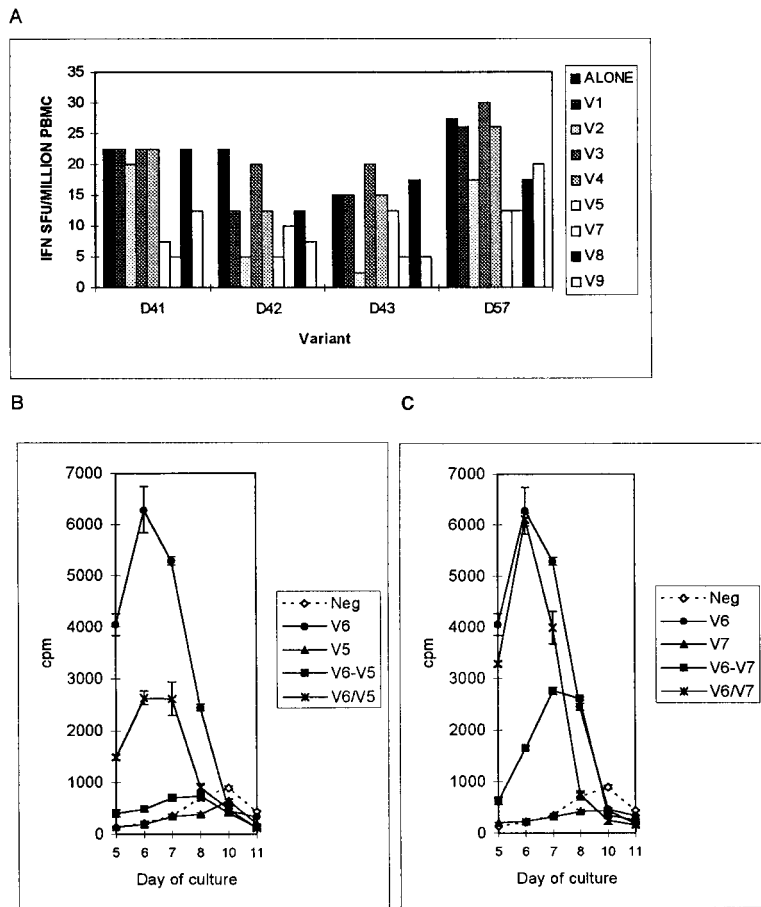 A
IFN SFU/MILLION PBMC
35
30
25
20
15
10
5
0
D41 D42 D43 D57
Variant
ALONE
V1
V2
V3
V4
V5
V7
V8
V9
B
cpm
7000
6000
5000
4000
3000
2000
1000
0
5 6 7 8 10 11
Day of culture
Neg
V6
V5
V6-V5
V6/V5
C
cpm
7000
6000
5000
4000
3000
2000
1000
0
5 6 7 8 10 11
Day of culture
Neg
V6
V7
V6-V7
V6/V7